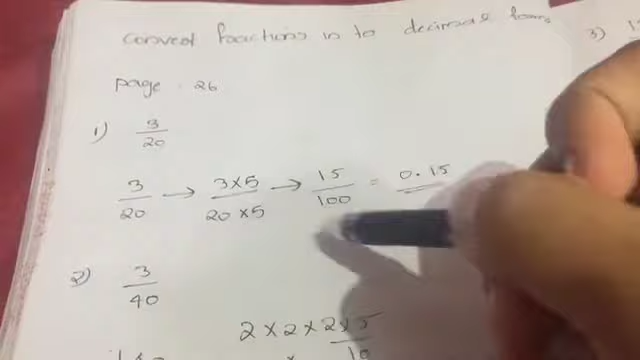 convert fractions in to decimal form
page 26
3)
1) 3/20
3/20 → 3×5/20×5 → 15/100 = 0.15
2) 3/40
2 × 2 × 2×5
10